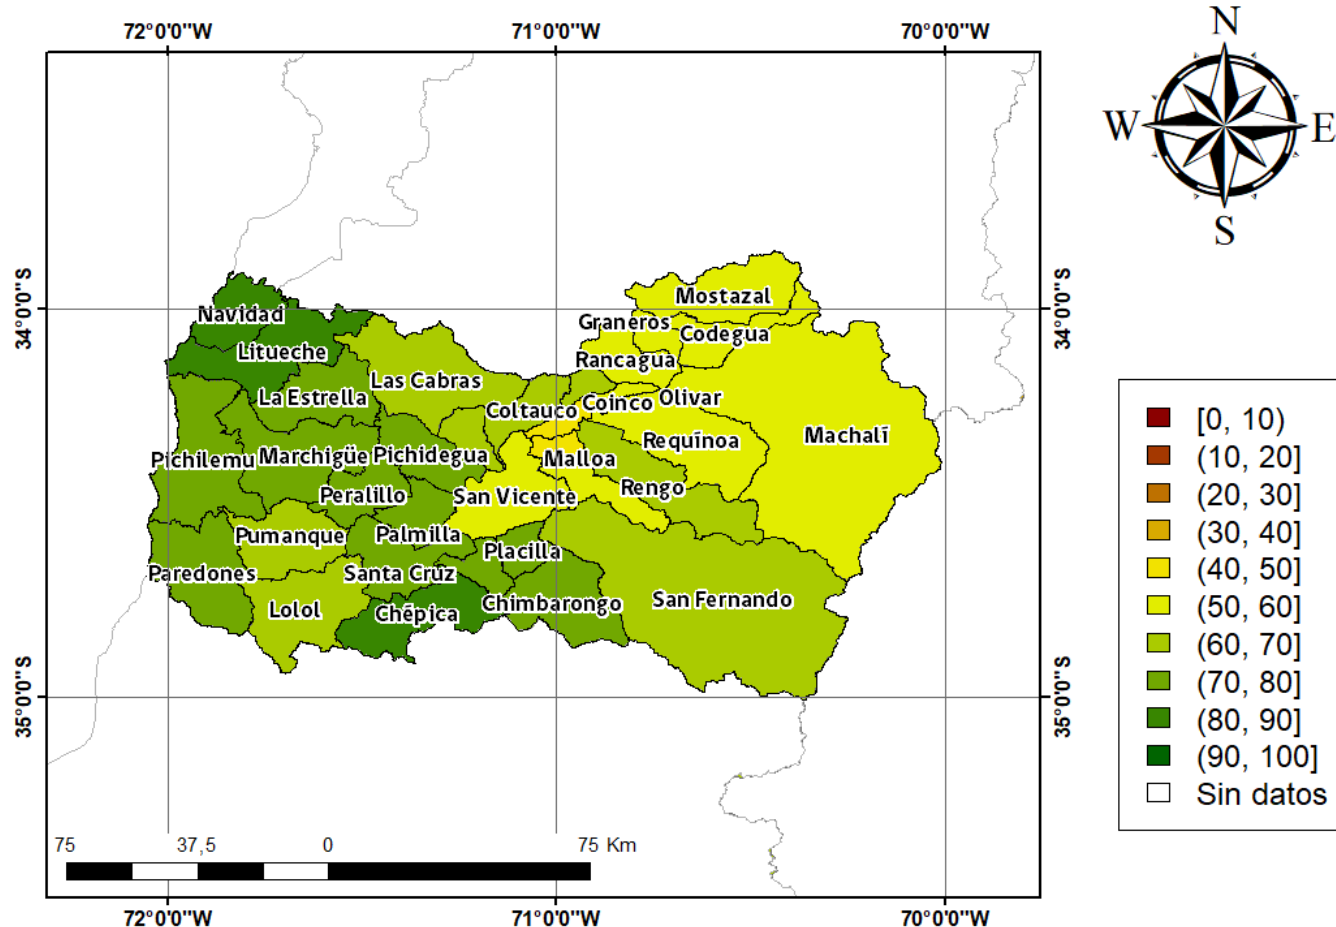 72°0'0"W 71°0'0"W 70°0'0"W
N
W E
S
34°0'0"S 34°0'0"S
Mostazal
Navidad
Graneros
Codegua
Litueche
Rancagua
Las Cabras
La Estrella
Coltauco Coinco Olivar
Requínoa Machalí
Pichilemu Marchigüe Pichidegua Malloa
Peralillo San Vicente Rengo
Pumanque Palmilla
Placilla
Paredones Santa Cruz
Lolol Chépica Chimbarongo San Fernando
35°0'0"S 35°0'0"S
75 37,5 0 75 Km
72°0'0"W 71°0'0"W 70°0'0"W
[0, 10)
(10, 20]
(20, 30]
(30, 40]
(40, 50]
(50, 60]
(60, 70]
(70, 80]
(80, 90]
(90, 100]
Sin datos